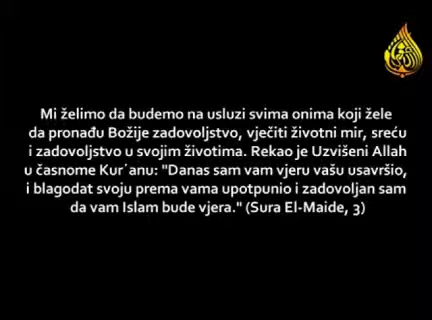 Mi želimo da budemo na usluzi svima onima koji žele
da pronađu Božije zadovoljstvo, vječiti životni mir, sreću
i zadovoljstvo u svojim životima. Rekao je Uzvišeni Allah
u časnome Kur´anu: "Danas sam vam vjeru vašu usavršio,
i blagodat svoju prema vama upotpunio i zadovoljan sam
da vam Islam bude vjera." (Sura El-Maide, 3)